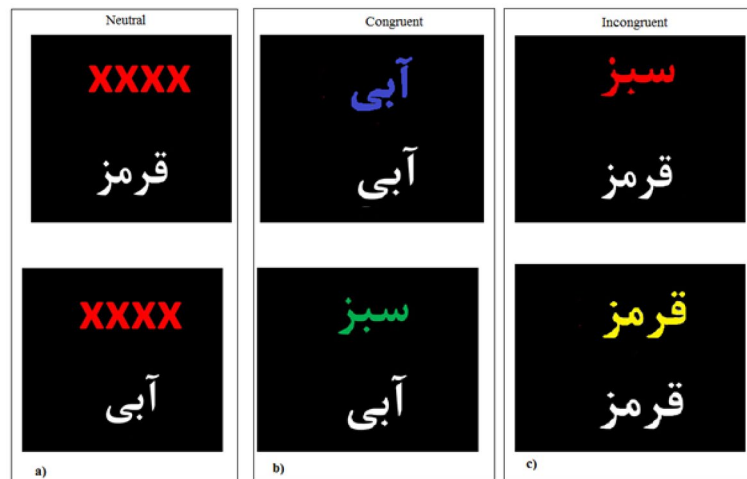 Neutral
XXXX
قرمز
XXXX
آبی
a)
Congruent
آبی
آبی
سبز
آبی
b)
Incongruent
سبز
قرمز
قرمز
قرمز
c)